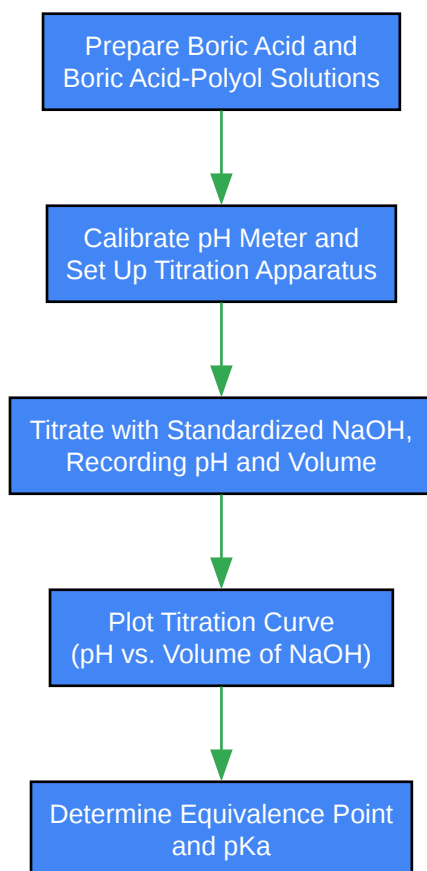 Prepare Boric Acid and
Boric Acid-Polyol Solutions
Calibrate pH Meter and
Set Up Titration Apparatus
Titrate with Standardized NaOH,
Recording pH and Volume
Plot Titration Curve
(pH vs. Volume of NaOH)
Determine Equivalence Point
and pKa